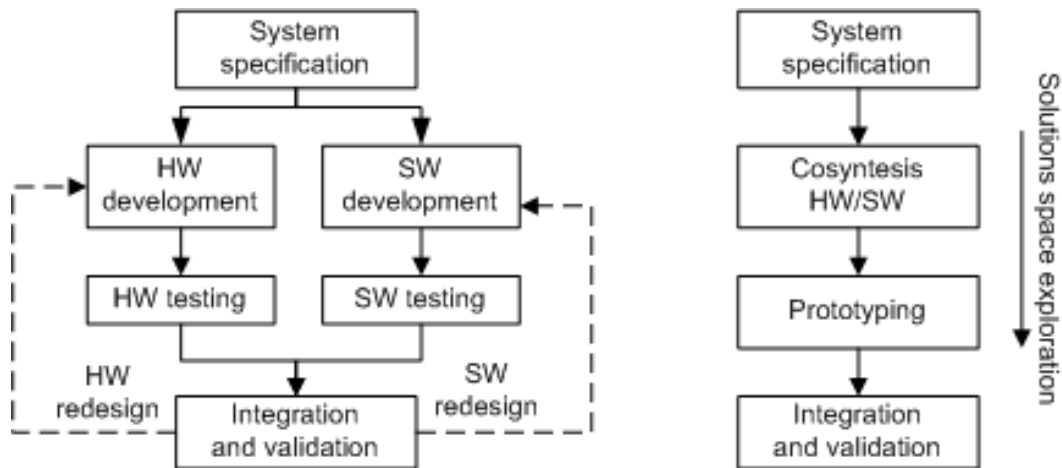 System
specification
HW
development
SW
development
HW testing
SW testing
HW
redesign
SW
redesign
Integration
and validation
System
specification
Cosyntesis
HW/SW
Prototyping
Integration
and validation
Solutions space exploration